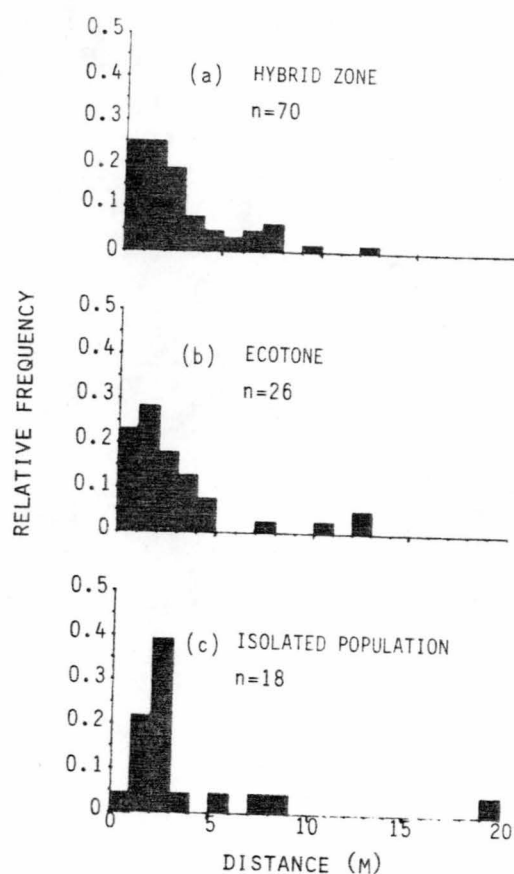 0.5
(a) HYBRID ZONE
0.4
n=70
0.3
0.2
0.1
0
0.5
(b) ECOTONE
0.4
n=26
0.3
0.2
0.1
0
RELATIVE FREQUENCY
0.5
(c) ISOLATED POPULATION
0.4
n=18
0.3
0.2
0.1
0
0 5 10 15 20
DISTANCE (M)